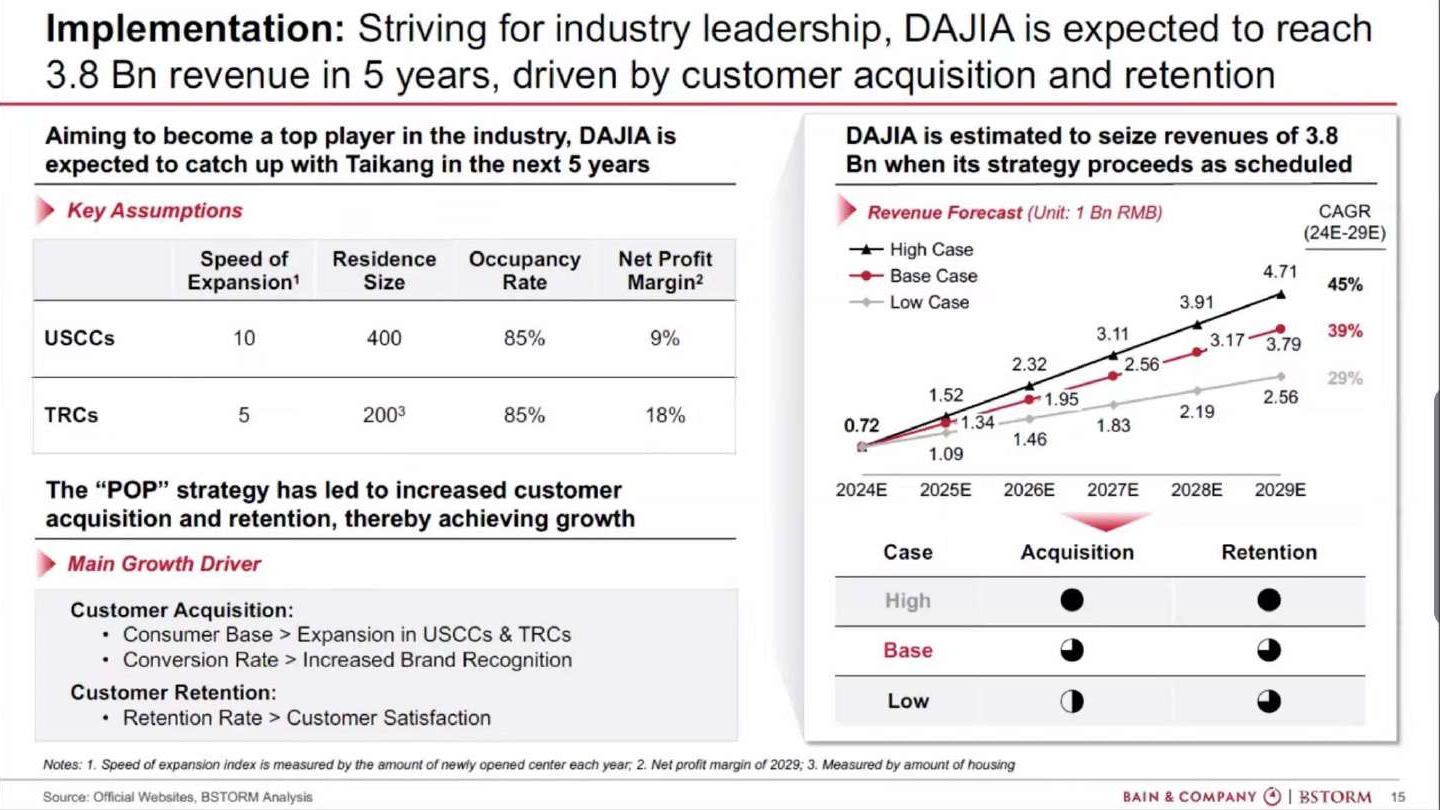 Implementation: Striving for industry leadership, DAJIA is expected to reach
3.8 Bn revenue in 5 years, driven by customer acquisition and retention
Aiming to become a top player in the industry, DAJIA is
expected to catch up with Taikang in the next 5 years
Key Assumptions
Speed of Expansion¹ Residence Size Occupancy Rate Net Profit Margin²
USCCs 10 400 85% 9%
TRCs 5 200³ 85% 18%
The “POP” strategy has led to increased customer
acquisition and retention, thereby achieving growth
Main Growth Driver
Customer Acquisition:
• Consumer Base > Expansion in USCCs & TRCs
• Conversion Rate > Increased Brand Recognition
Customer Retention:
• Retention Rate > Customer Satisfaction
DAJIA is estimated to seize revenues of 3.8
Bn when its strategy proceeds as scheduled
Revenue Forecast (Unit: 1 Bn RMB)
CAGR
(24E-29E)
High Case
Base Case
Low Case
0.72 1.52 2.32 3.11 3.91 4.71 45%
1.34 1.95 2.56 3.17 3.79 39%
1.09 1.46 1.83 2.19 2.56 29%
2024E 2025E 2026E 2027E 2028E 2029E
Case Acquisition Retention
High
Base
Low
Notes: 1. Speed of expansion index is measured by the amount of newly opened center each year; 2. Net profit margin of 2029; 3. Measured by amount of housing
Source: Official Websites, BSTORM Analysis
BAIN & COMPANY | BSTORM 15